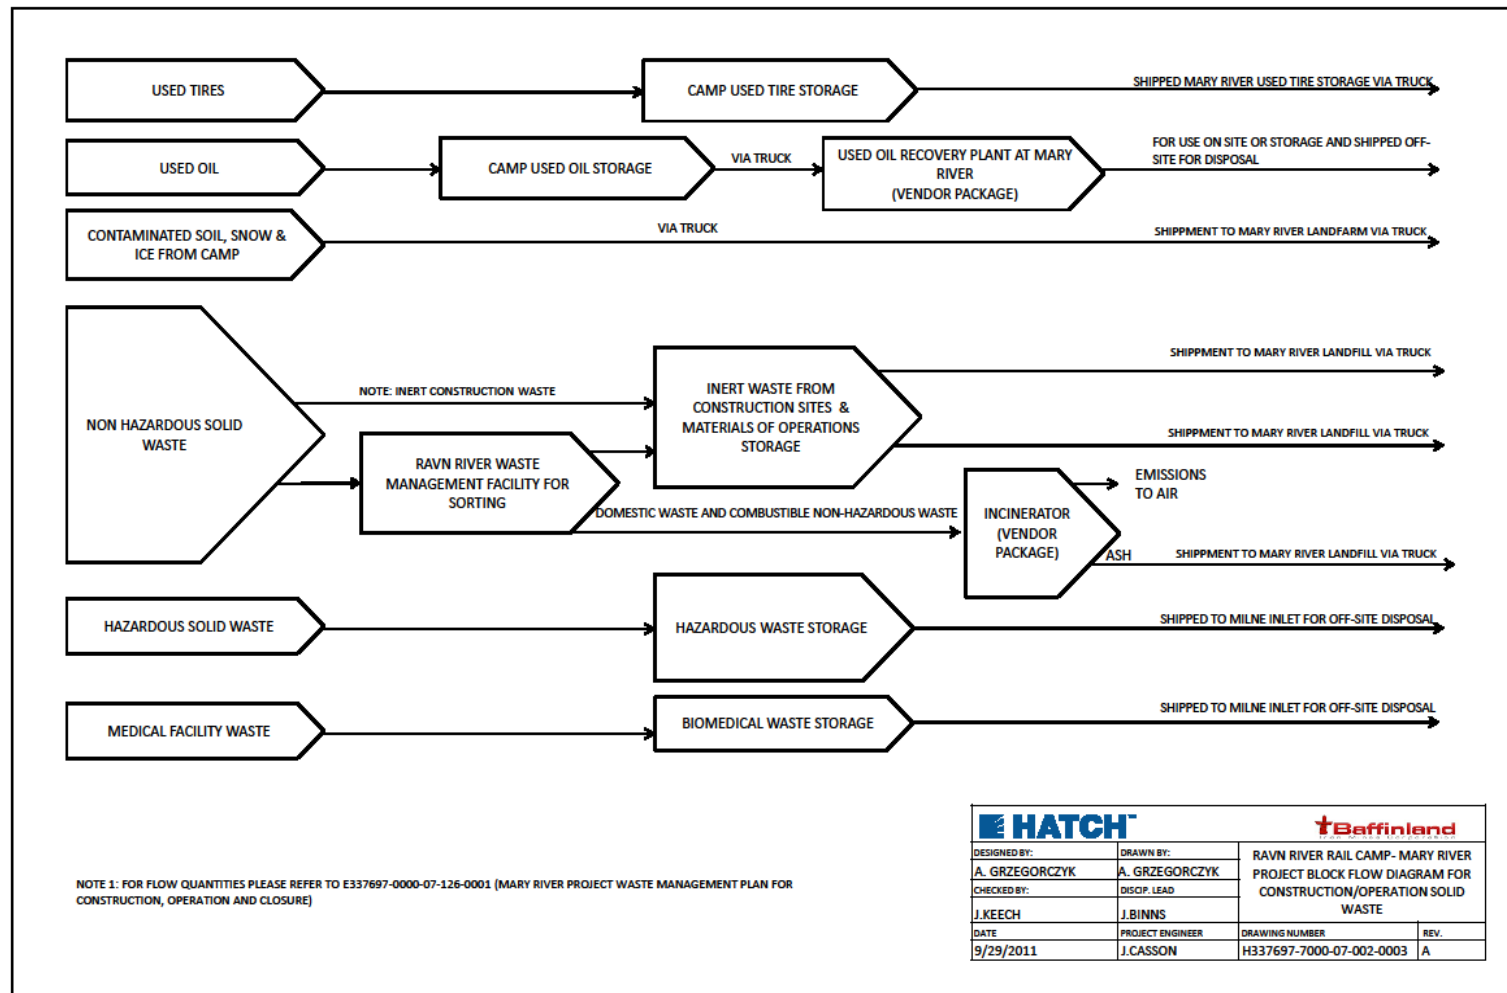 USED TIRES
CAMP USED TIRE STORAGE
SHIPPED MARY RIVER USED TIRE STORAGE VIA TRUCK
USED OIL
CAMP USED OIL STORAGE
VIA TRUCK
USED OIL RECOVERY PLANT AT MARY
RIVER
(VENDOR PACKAGE)
FOR USE ON SITE OR STORAGE AND SHIPPED OFF-
SITE FOR DISPOSAL
CONTAMINATED SOIL, SNOW &
ICE FROM CAMP
VIA TRUCK
SHIPPMENT TO MARY RIVER LANDFARM VIA TRUCK
NON HAZARDOUS SOLID
WASTE
NOTE: INERT CONSTRUCTION WASTE
RAVN RIVER WASTE
MANAGEMENT FACILITY FOR
SORTING
INERT WASTE FROM
CONSTRUCTION SITES &
MATERIALS OF OPERATIONS
STORAGE
SHIPPMENT TO MARY RIVER LANDFILL VIA TRUCK
SHIPPMENT TO MARY RIVER LANDFILL VIA TRUCK
DOMESTIC WASTE AND COMBUSTIBLE NON-HAZARDOUS WASTE
INCINERATOR
(VENDOR
PACKAGE)
EMISSIONS
TO AIR
ASH
SHIPPMENT TO MARY RIVER LANDFILL VIA TRUCK
HAZARDOUS SOLID WASTE
HAZARDOUS WASTE STORAGE
SHIPPED TO MILNE INLET FOR OFF-SITE DISPOSAL
MEDICAL FACILITY WASTE
BIOMEDICAL WASTE STORAGE
SHIPPED TO MILNE INLET FOR OFF-SITE DISPOSAL
NOTE 1: FOR FLOW QUANTITIES PLEASE REFER TO E337697-0000-07-126-0001 (MARY RIVER PROJECT WASTE MANAGEMENT PLAN FOR
CONSTRUCTION, OPERATION AND CLOSURE)
HATCH™
Baffinland
Iron Mines Corporation
DESIGNED BY:
DRAWN BY:
A. GRZEGORCZYK
A. GRZEGORCZYK
CHECKED BY:
DISCIP. LEAD
J.KEECH
J.BINNS
RAVN RIVER RAIL CAMP- MARY RIVER
PROJECT BLOCK FLOW DIAGRAM FOR
CONSTRUCTION/OPERATION SOLID
WASTE
DATE
PROJECT ENGINEER
DRAWING NUMBER
REV.
9/29/2011
J.CASSON
H337697-7000-07-002-0003
A